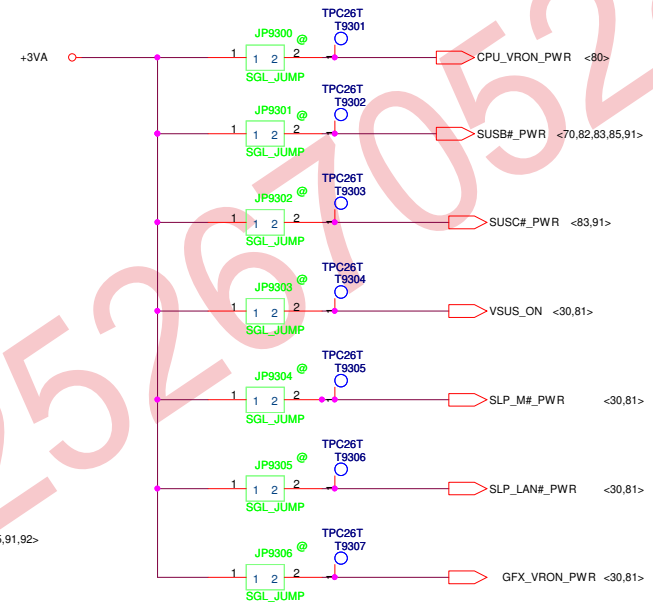 TPC26T
JP9300 @ T9301
+3VA 1 1 2 2 CPU_VRON_PWR <80>
SGL_JUMP
TPC26T
JP9301 @ T9302
1 1 2 2 SUSB#_PWR <70,82,83,85,91>
SGL_JUMP
TPC26T
JP9302 @ T9303
1 1 2 2 SUSC#_PWR <83,91>
SGL_JUMP
TPC26T
JP9303 @ T9304
1 1 2 2 VSUS_ON <30,81>
SGL_JUMP
TPC26T
JP9304 @ T9305
1 1 2 2 SLP_M#_PWR <30,81>
SGL_JUMP
TPC26T
JP9305 @ T9306
1 1 2 2 SLP_LAN#_PWR <30,81>
SGL_JUMP
,91,92>
TPC26T
JP9306 @ T9307
1 1 2 2 GFX_VRON_PWR <30,81>
SGL_JUMP
25267052